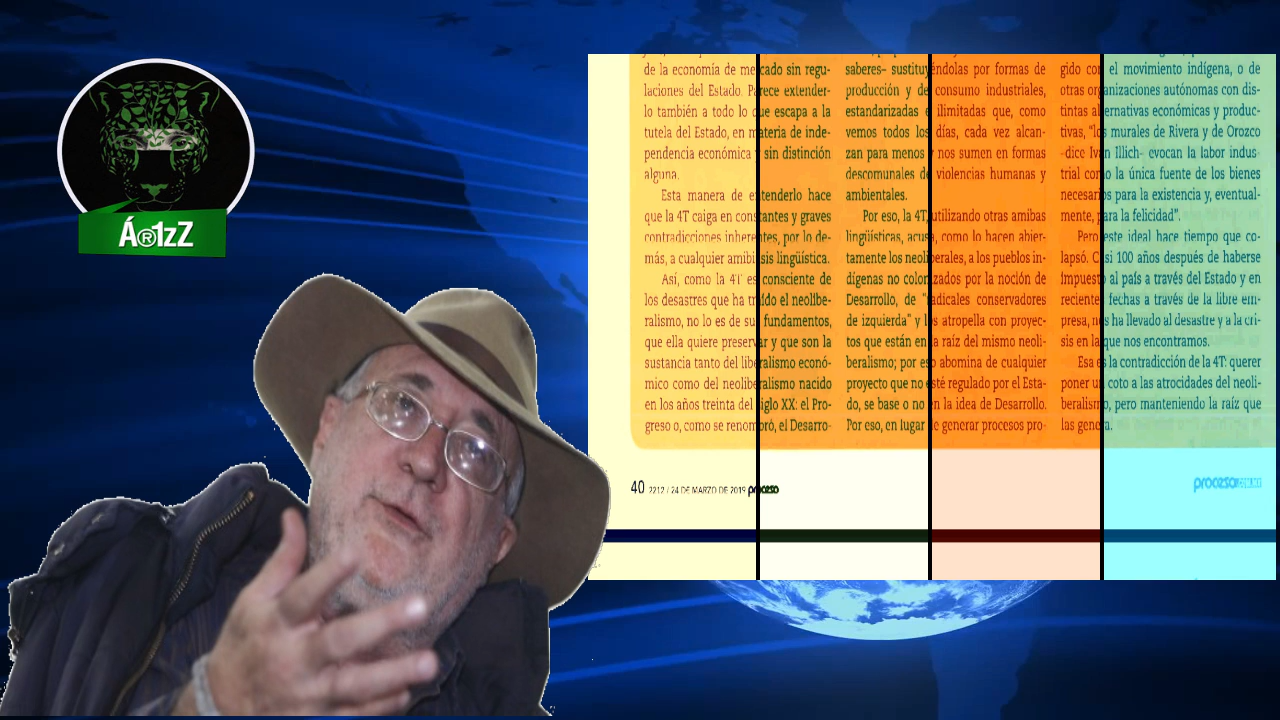 Á®1zZ
de la economía de mercado sin regu-
laciones del Estado. Parece extender-
lo también a todo lo que escapa a la
tutela del Estado, en materia de inde-
pendencia económica y sin distinción
alguna.
Esta manera de entenderlo hace
que la 4T caiga en constantes y graves
contradicciones inherentes, por lo de-
más, a cualquier amibiasis lingüística.
Así, como la 4T es consciente de
los desastres que ha traído el neolibe-
ralismo, no lo es de sus fundamentos,
que ella quiere preservar y que son la
sustancia tanto del liberalismo econó-
mico como del neoliberalismo nacido
en los años treinta del siglo XX: el Pro-
greso o, como se renombró, el Desarro-
saberes– sustituyéndolas por formas de
producción y de consumo industriales,
estandarizadas e ilimitadas que, como
vemos todos los días, cada vez alcan-
zan para menos y nos sumen en formas
descomunales de violencias humanas y
ambientales.
Por eso, la 4T, utilizando otras amibas
lingüísticas, acusa, como lo hacen abier-
tamente los neoliberales, a los pueblos in-
dígenas no colonizados por la noción de
Desarrollo, de "radicales conservadores
de izquierda" y los atropella con proyec-
tos que están en la raíz del mismo neoli-
beralismo; por eso abomina de cualquier
proyecto que no esté regulado por el Esta-
do, se base o no en la idea de Desarrollo.
Por eso, en lugar de generar procesos pro-
gido con el movimiento indígena, o de
otras organizaciones autónomas con dis-
tintas alternativas económicas y produc-
tivas, "los murales de Rivera y de Orozco
–dice Ivan Illich– evocan la labor indus-
trial como la única fuente de los bienes
necesarios para la existencia y, eventual-
mente, para la felicidad".
Pero este ideal hace tiempo que co-
lapsó. Casi 100 años después de haberse
impuesto al país a través del Estado y en
recientes fechas a través de la libre em-
presa, nos ha llevado al desastre y a la cri-
sis en la que nos encontramos.
Esa es la contradicción de la 4T: querer
poner un coto a las atrocidades del neoli-
beralismo, pero manteniendo la raíz que
las genera.
40 2212 / 24 DE MARZO DE 2019 proceso
proceso